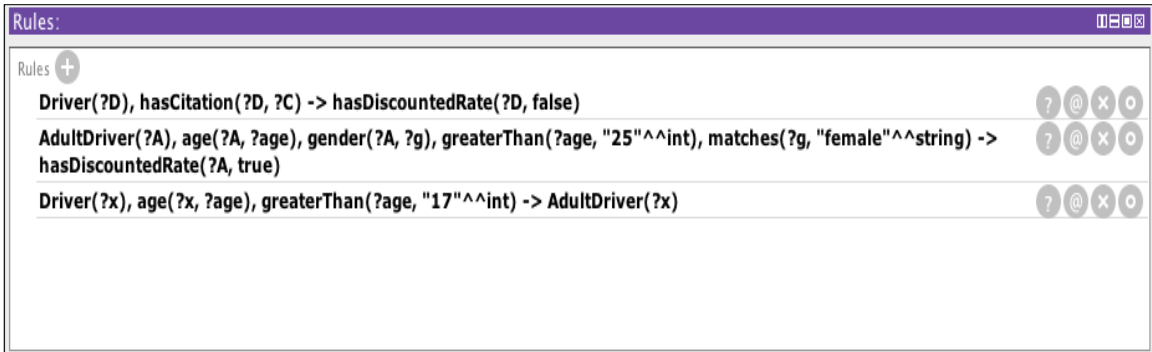 Rules:
Rules +
Driver(?D), hasCitation(?D, ?C) -> hasDiscountedRate(?D, false)
? @ X O
AdultDriver(?A), age(?A, ?age), gender(?A, ?g), greaterThan(?age, "25"^^int), matches(?g, "female"^^string) ->
hasDiscountedRate(?A, true)
? @ X O
Driver(?x), age(?x, ?age), greaterThan(?age, "17"^^int) -> AdultDriver(?x)
? @ X O